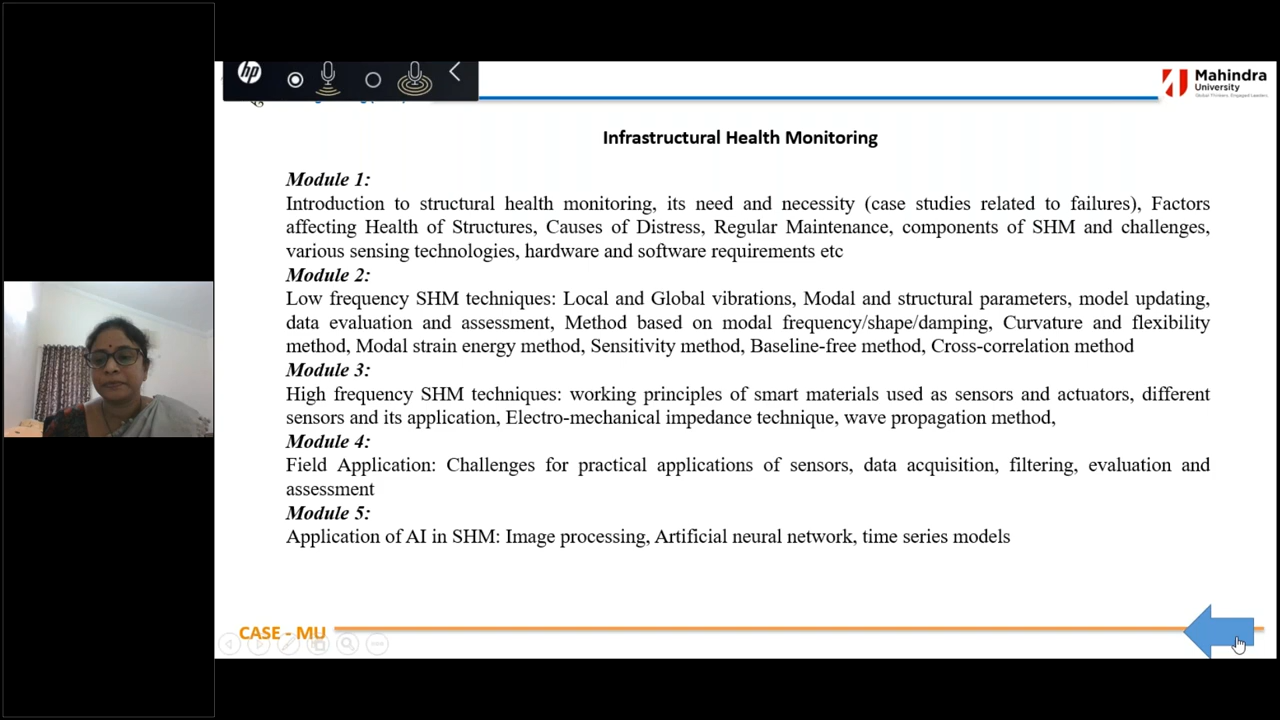 hp
Mahindra
University
Global Thinkers. Engaged Leaders.
Infrastructural Health Monitoring
Module 1:
Introduction to structural health monitoring, its need and necessity (case studies related to failures), Factors
affecting Health of Structures, Causes of Distress, Regular Maintenance, components of SHM and challenges,
various sensing technologies, hardware and software requirements etc
Module 2:
Low frequency SHM techniques: Local and Global vibrations, Modal and structural parameters, model updating,
data evaluation and assessment, Method based on modal frequency/shape/damping, Curvature and flexibility
method, Modal strain energy method, Sensitivity method, Baseline-free method, Cross-correlation method
Module 3:
High frequency SHM techniques: working principles of smart materials used as sensors and actuators, different
sensors and its application, Electro-mechanical impedance technique, wave propagation method,
Module 4:
Field Application: Challenges for practical applications of sensors, data acquisition, filtering, evaluation and
assessment
Module 5:
Application of AI in SHM: Image processing, Artificial neural network, time series models
CASE - MU